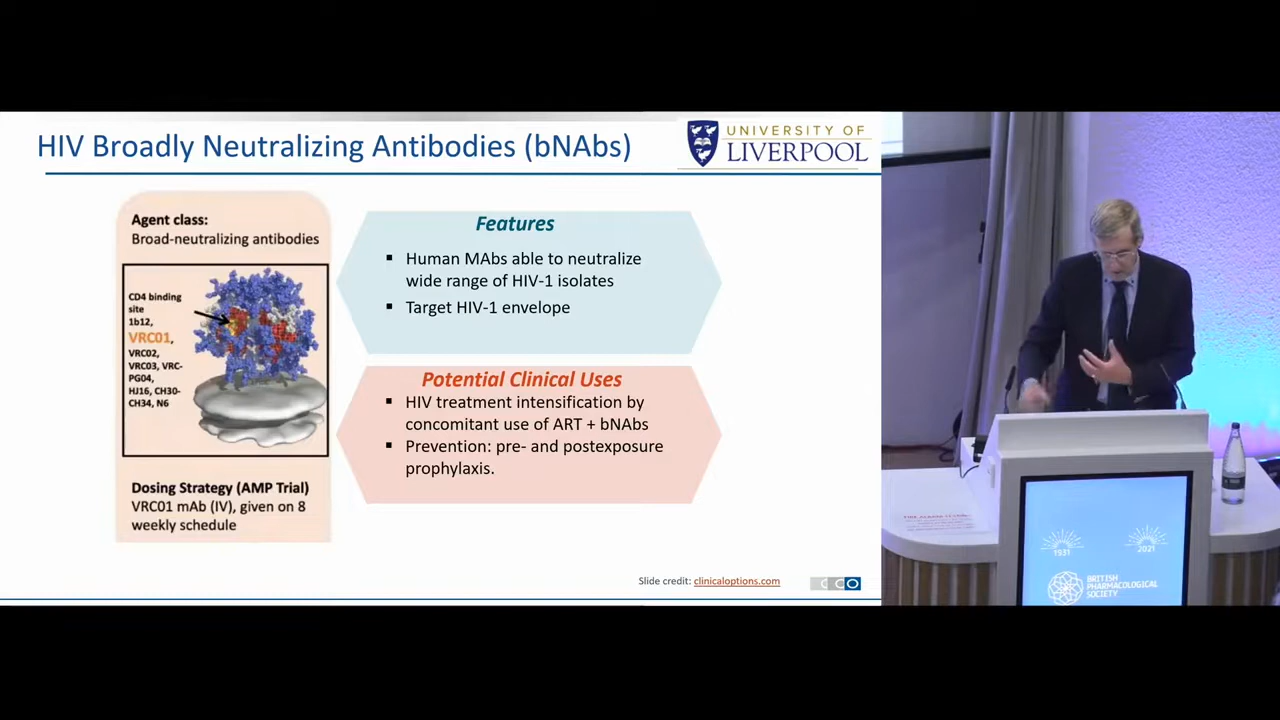 HIV Broadly Neutralizing Antibodies (bNAbs)
UNIVERSITY OF
LIVERPOOL
Agent class:
Broad-neutralizing antibodies
CD4 binding
site
1b12,
VRC01,
VRC02,
VRC03, VRC-
PG04,
HJ16, CH30-
CH34, N6
Dosing Strategy (AMP Trial)
VRC01 mAb (IV), given on 8
weekly schedule
Features
▪ Human MAbs able to neutralize
wide range of HIV-1 isolates
▪ Target HIV-1 envelope
Potential Clinical Uses
▪ HIV treatment intensification by
concomitant use of ART + bNAbs
▪ Prevention: pre- and postexposure
prophylaxis.
Slide credit: clinicaloptions.com
CCO
1931
2021
BRITISH
PHARMACOLOGICAL
SOCIETY